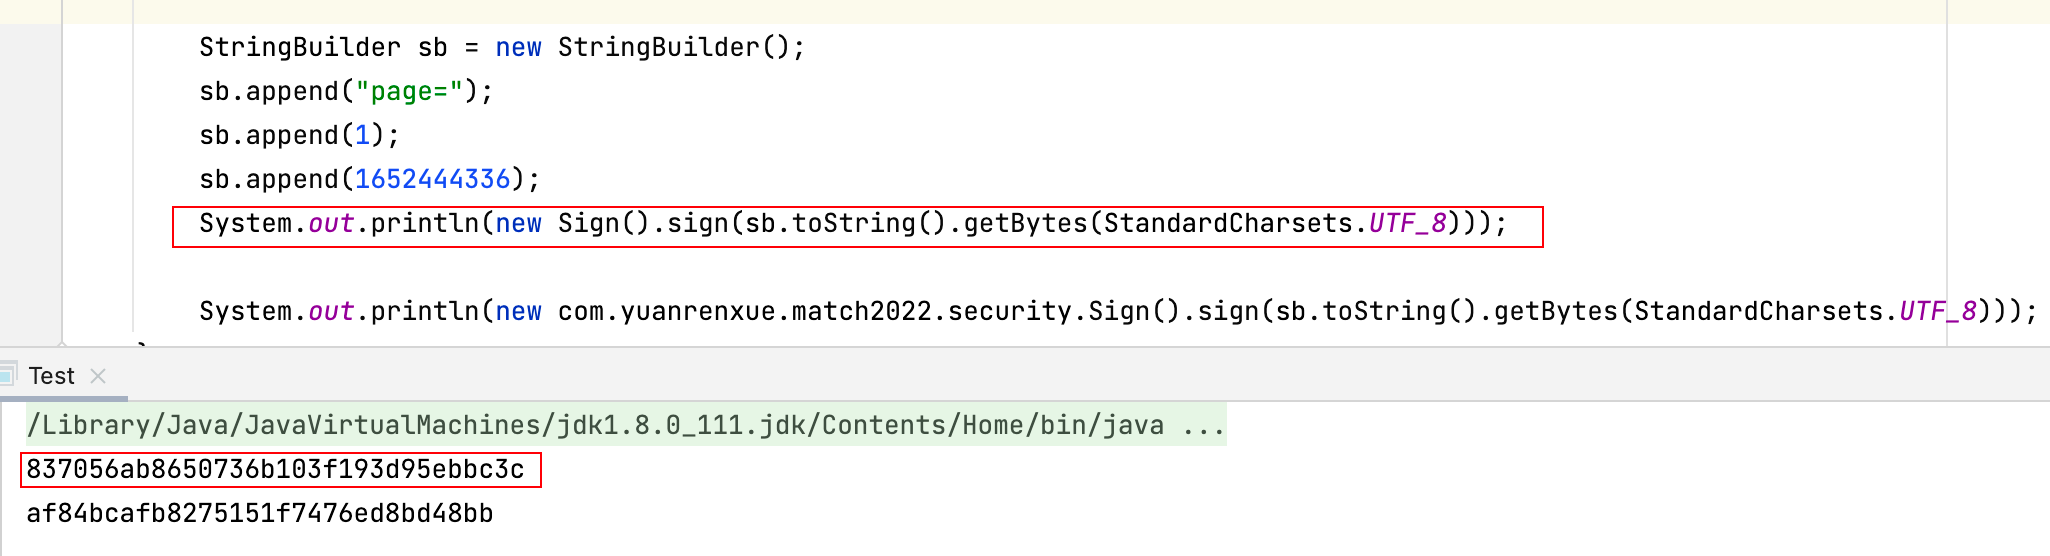 StringBuilder sb = new StringBuilder();
sb.append("page=");
sb.append(1);
sb.append(1652444336);
System.out.println(new Sign().sign(sb.toString().getBytes(StandardCharsets.UTF_8)));
System.out.println(new com.yuanrenxue.match2022.security.Sign().sign(sb.toString().getBytes(StandardCharsets.UTF_8)));
Test
/Library/Java/JavaVirtualMachines/jdk1.8.0_111.jdk/Contents/Home/bin/java ...
837056ab8650736b103f193d95ebbc3c
af84bcafb8275151f7476ed8bd48bb